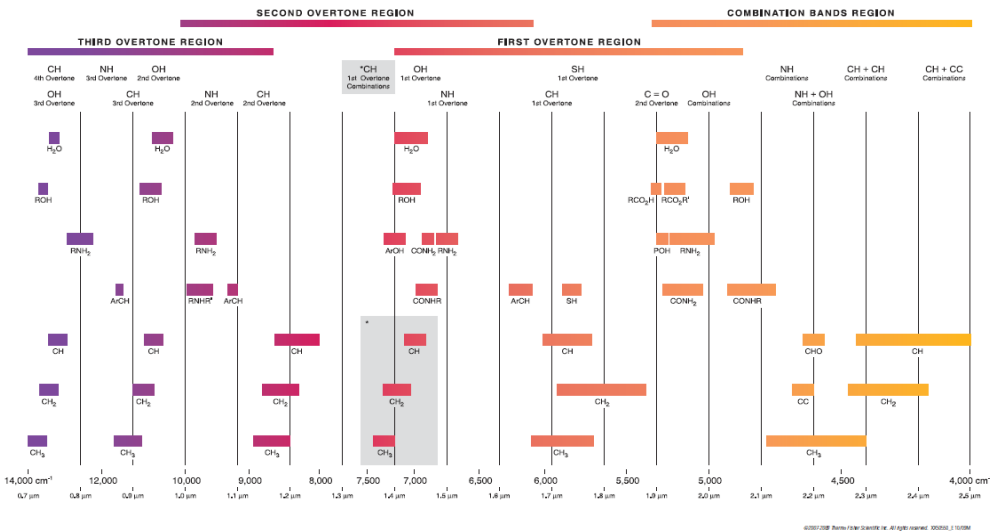 SECOND OVERTONE REGION
COMBINATION BANDS REGION
THIRD OVERTONE REGION
FIRST OVERTONE REGION
CH
4th Overtone
NH
3rd Overtone
OH
2nd Overtone
*CH
1st Overtone
Combinations
OH
1st Overtone
SH
1st Overtone
NH
Combinations
CH + CH
Combinations
CH + CC
Combinations
OH
3rd Overtone
CH
3rd Overtone
NH
2nd Overtone
CH
2nd Overtone
NH
1st Overtone
CH
1st Overtone
C = O
2nd Overtone
OH
Combinations
NH + OH
Combinations
H₂O
H₂O
H₂O
H₂O
ROH
ROH
ROH
RCO₂H
RCO₂R'
ROH
RNH₂
RNH₂
ArOH
CONH₂
RNH₂
POH
RNH₂
ArCH
RNHR'
ArCH
CONHR
ArCH
SH
CONH₂
CONHR
*
CH
CH
CH
CH
CH
CHO
CH
CH₂
CH₂
CH₂
CH₂
CH₂
CC
CH₂
CH₃
CH₃
CH₃
CH₃
14,000 cm⁻¹
12,000
10,000
9,000
8,000
7,500
7,000
6,500
6,000
5,500
5,000
4,500
4,000 cm⁻¹
0.7 µm
0.8 µm
0.9 µm
1.0 µm
1.1 µm
1.2 µm
1.3 µm
1.4 µm
1.5 µm
1.6 µm
1.7 µm
1.8 µm
1.9 µm
2.0 µm
2.1 µm
2.2 µm
2.3 µm
2.4 µm
2.5 µm
Thermo Fisher Scientific Inc. All rights reserved.